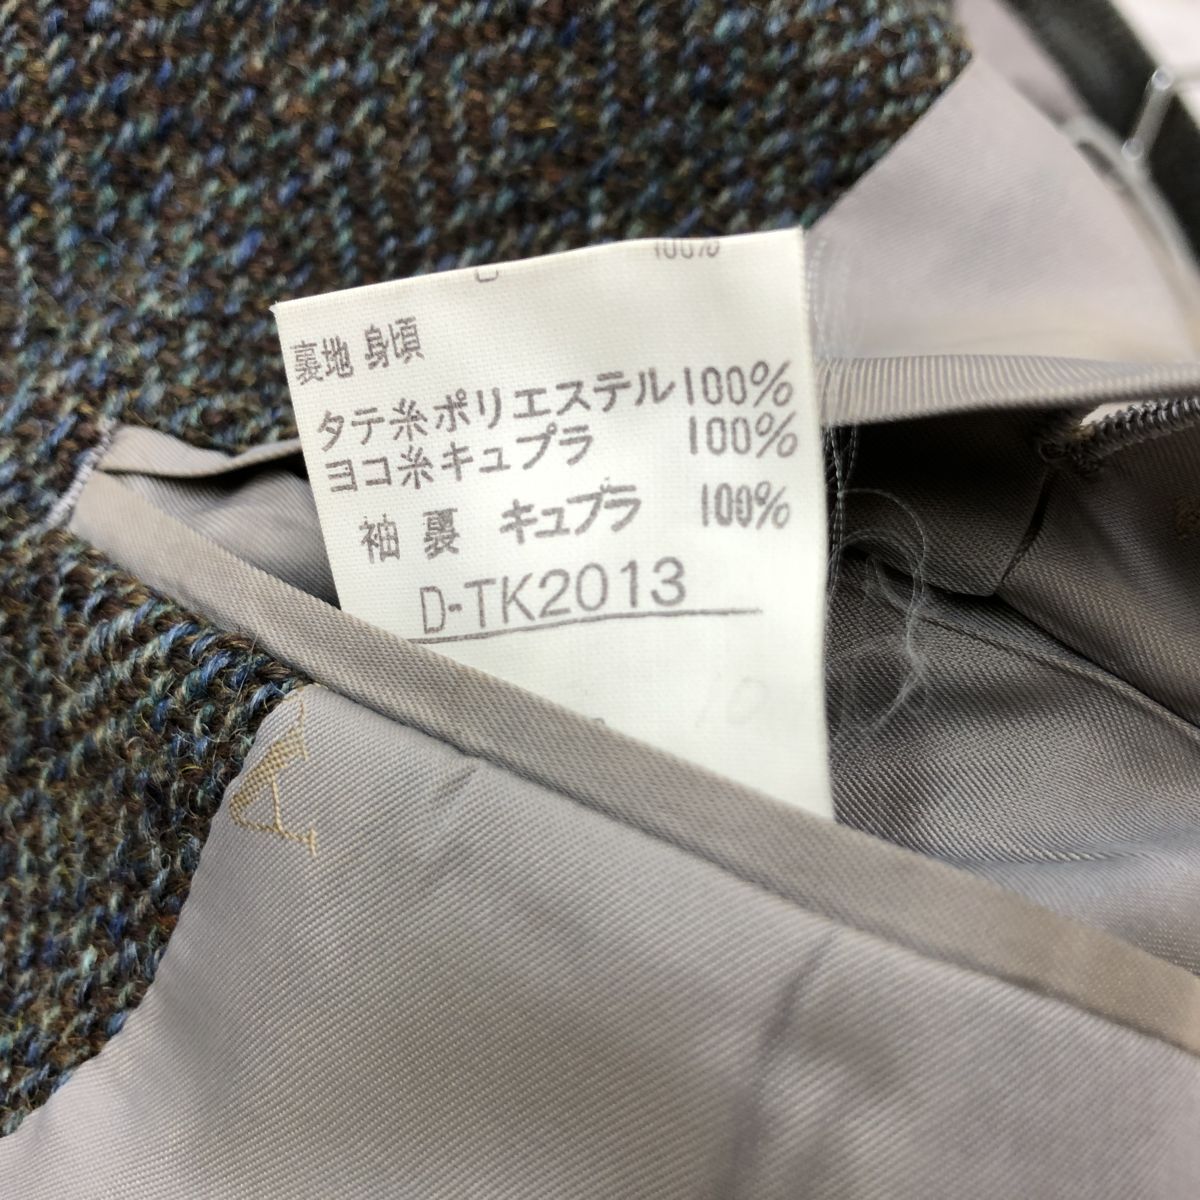 100%
裏地 身頃
タテ糸ポリエステル100%
ヨコ糸キュプラ 100%
袖裏 キュプラ 100%
D-TK2013